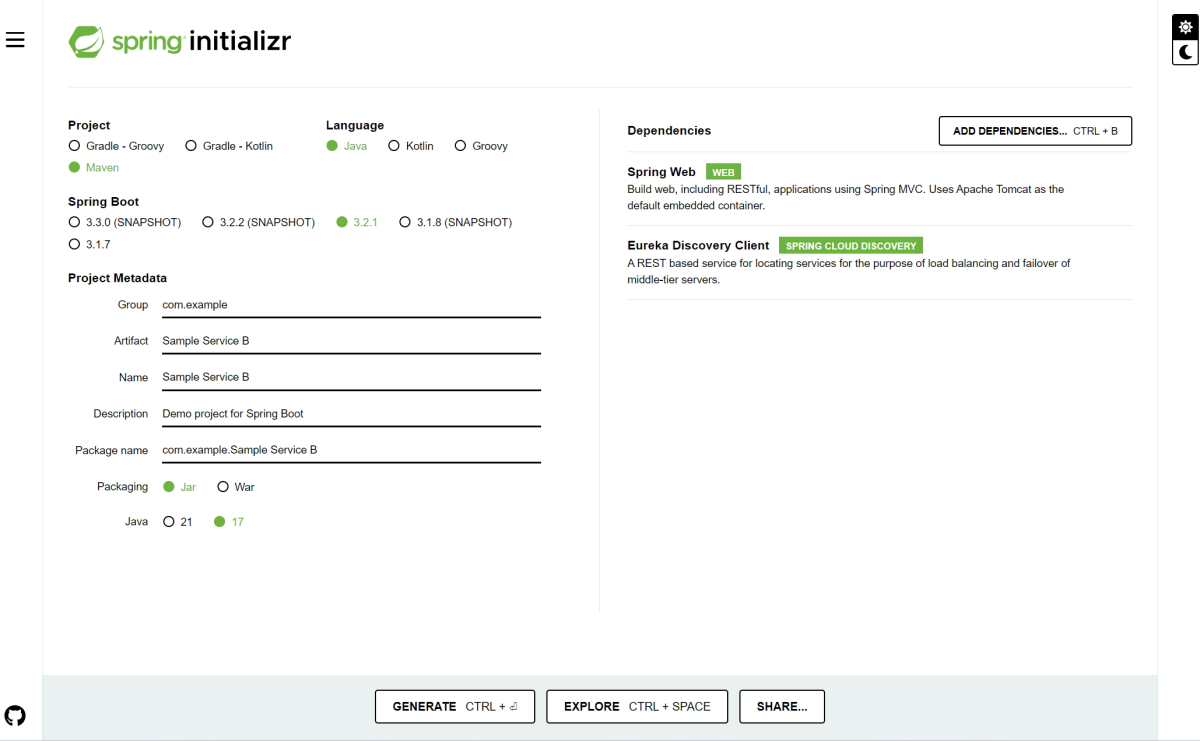 spring initializr
Project
Gradle - Groovy Gradle - Kotlin
Maven
Language
Java Kotlin Groovy
Spring Boot
3.3.0 (SNAPSHOT) 3.2.2 (SNAPSHOT) 3.2.1 3.1.8 (SNAPSHOT)
3.1.7
Project Metadata
Group com.example
Artifact Sample Service B
Name Sample Service B
Description Demo project for Spring Boot
Package name com.example.Sample Service B
Packaging Jar War
Java 21 17
Dependencies
ADD DEPENDENCIES... CTRL + B
Spring Web WEB
Build web, including RESTful, applications using Spring MVC. Uses Apache Tomcat as the
default embedded container.
Eureka Discovery Client SPRING CLOUD DISCOVERY
A REST based service for locating services for the purpose of load balancing and failover of
middle-tier servers.
GENERATE CTRL + ⏎
EXPLORE CTRL + SPACE
SHARE...